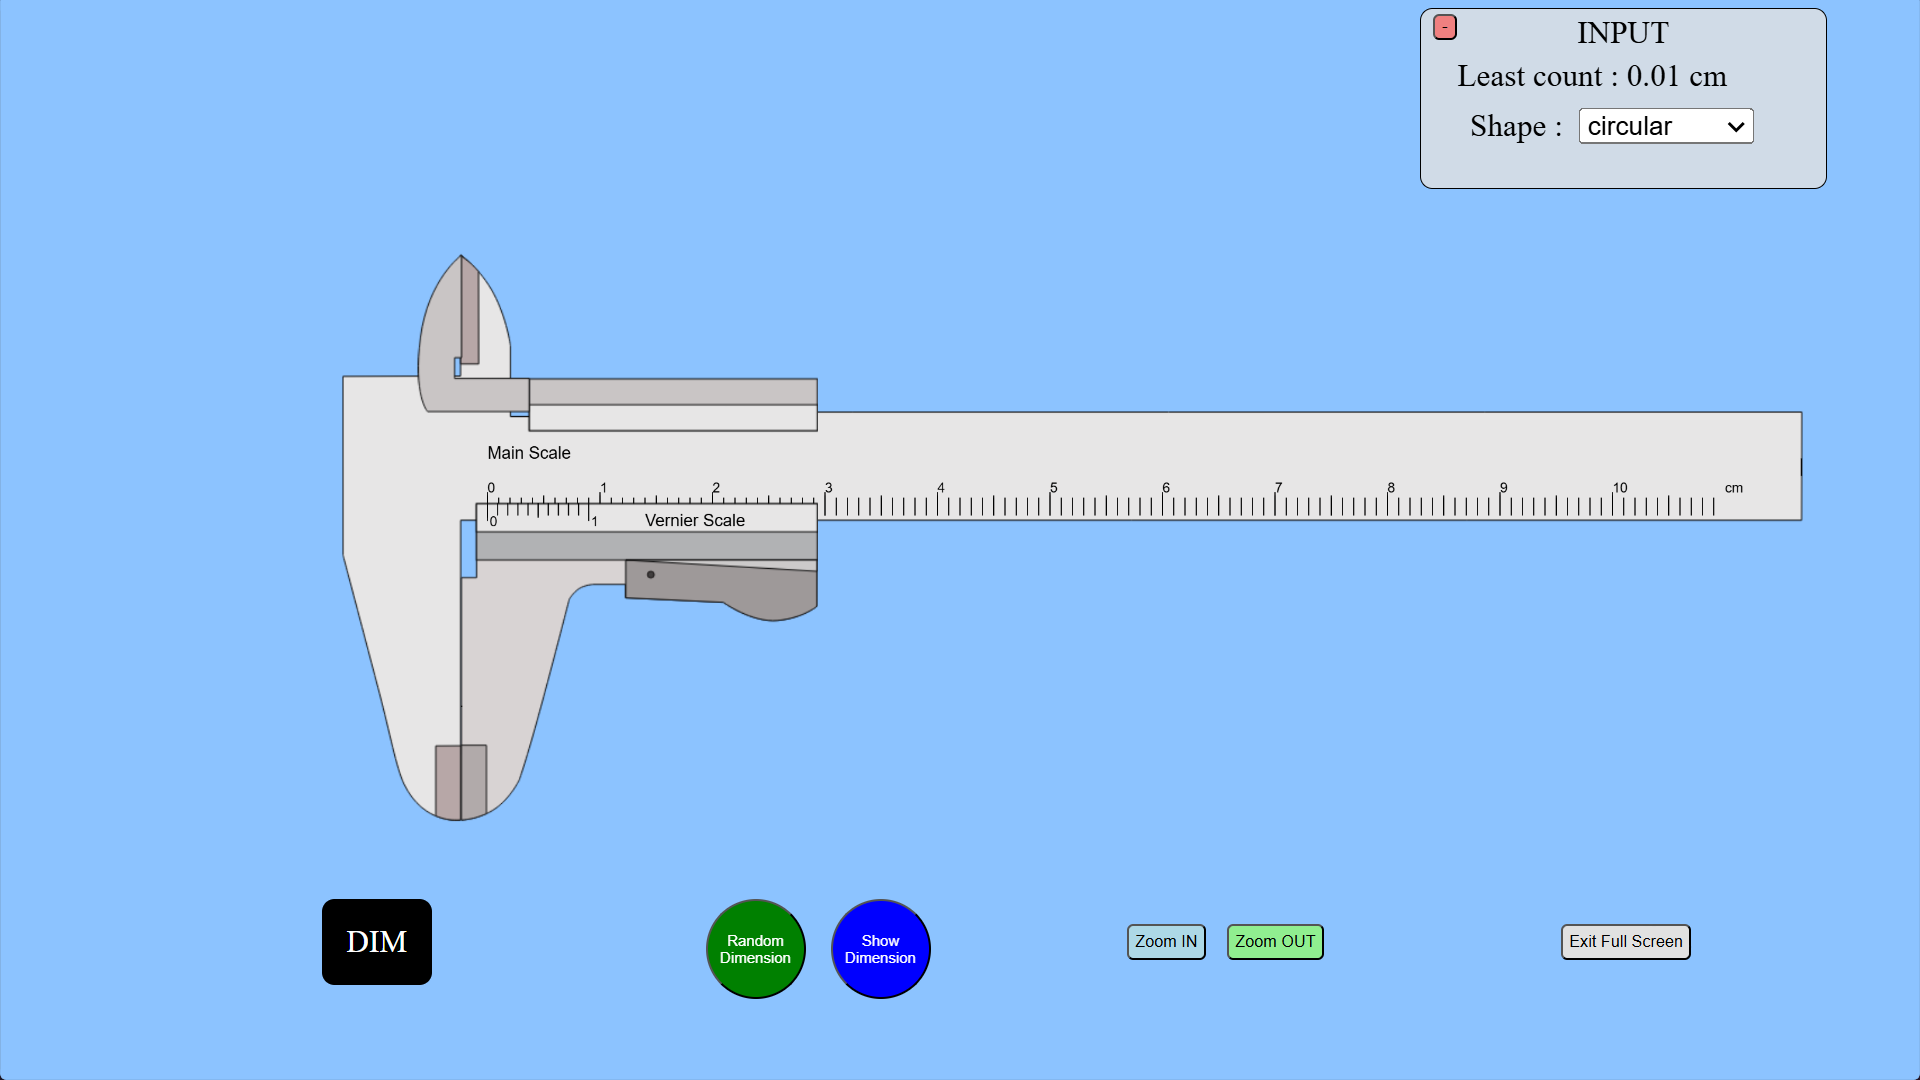 -
INPUT
Least count : 0.01 cm
Shape : circular
Main Scale
0 1 2 3 4 5 6 7 8 9 10 cm
0 1 Vernier Scale
DIM
Random
Dimension
Show
Dimension
Zoom IN
Zoom OUT
Exit Full Screen